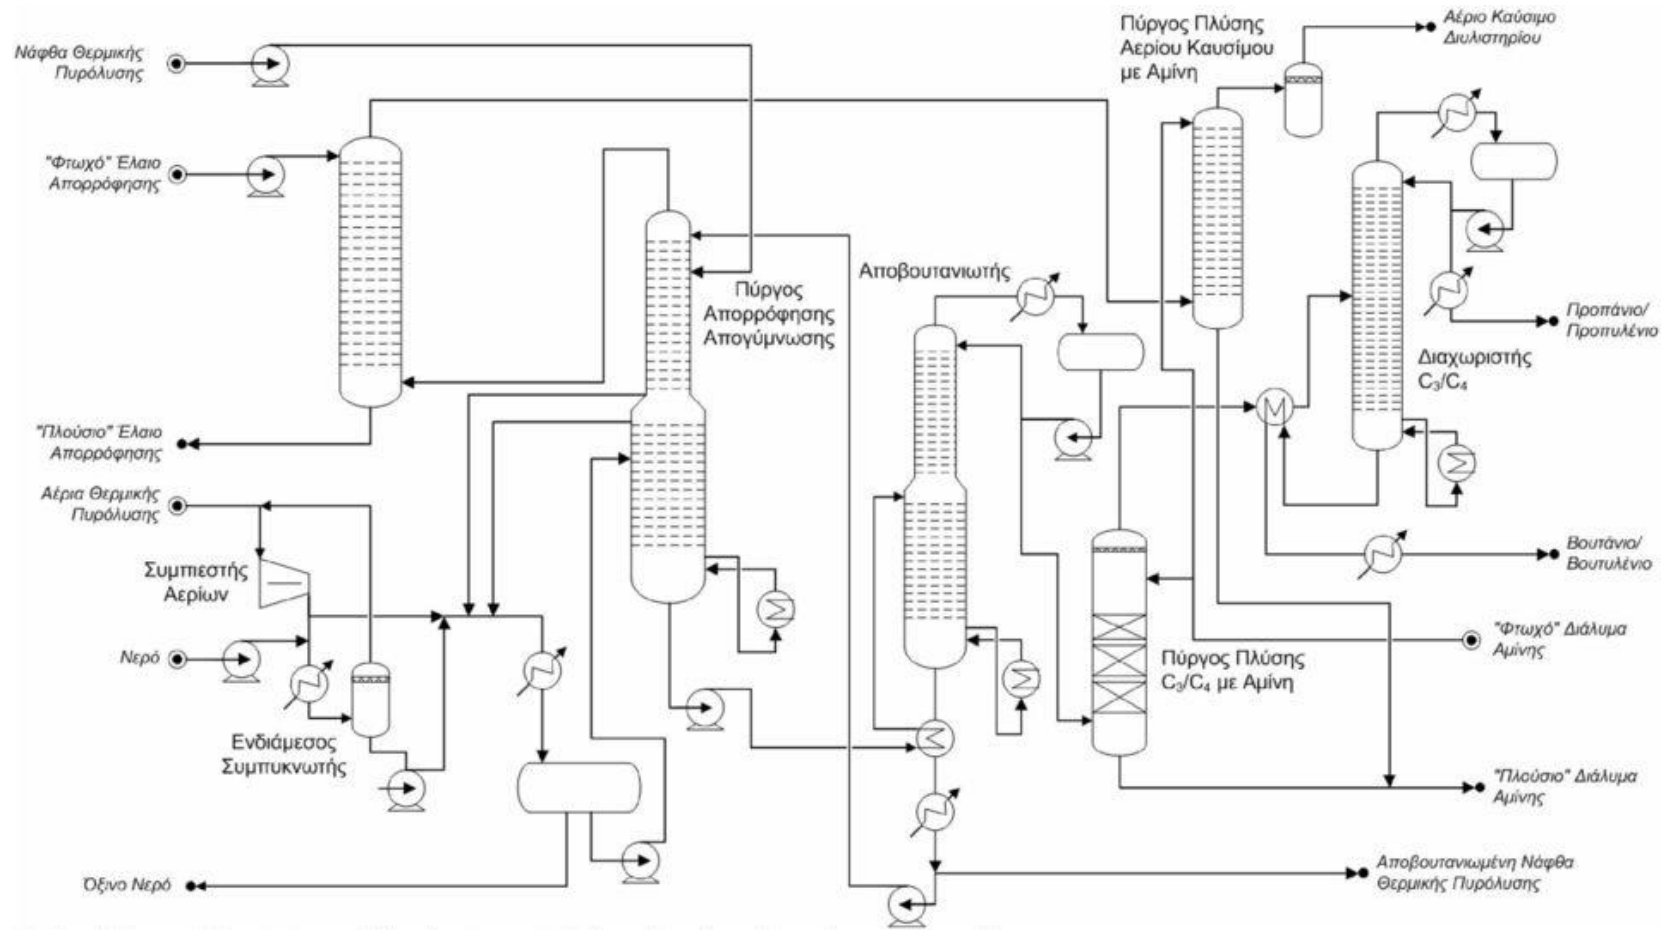 Νάφθα Θερμικής
Πυρόλυσης
"Φτωχό" Έλαιο
Απορρόφησης
"Πλούσιο" Έλαιο
Απορρόφησης
Αέρια Θερμικής
Πυρόλυσης
Συμπιεστής
Αερίων
Νερό
Ενδιάμεσος
Συμπυκνωτής
Όξινο Νερό
Πύργος
Απορρόφησης
Απογύμνωσης
Αποβουτανιωτής
Πύργος Πλύσης
Αερίου Καυσίμου
με Αμίνη
Αέριο Καύσιμο
Διυλιστηρίου
Προπάνιο/
Προπυλένιο
Διαχωριστής
C₃/C₄
Βουτάνιο/
Βουτυλένιο
"Φτωχό" Διάλυμα
Αμίνης
Πύργος Πλύσης
C₃/C₄ με Αμίνη
"Πλούσιο" Διάλυμα
Αμίνης
Αποβουτανιωμένη Νάφθα
Θερμικής Πυρόλυσης